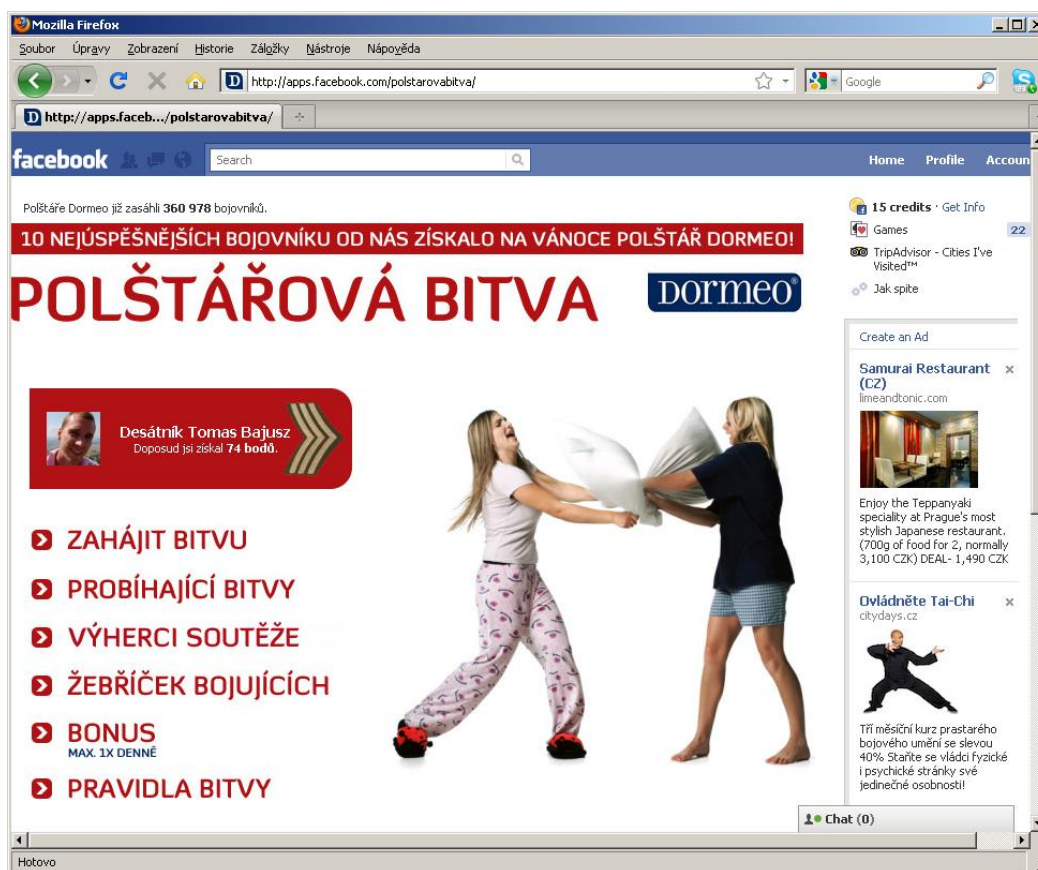 Mozilla Firefox
Soubor Úpravy Zobrazení Historie Záložky Nástroje Nápověda
http://apps.facebook.com/polstarovabitva/
Google
http://apps.faceb.../polstarovabitva/
facebook
Search
Home Profile Accoun
Polštáře Dormeo již zasáhli 360 978 bojovníků.
10 NEJÚSPĚŠNĚJŠÍCH BOJOVNÍKU OD NÁS ZÍSKALO NA VÁNOCE POLŠTÁŘ DORMEO!
POLŠTÁŘOVÁ BITVA
DORMEO®
Desátník Tomas Bajusz
Doposud jsi získal 74 bodů.
ZAHÁJIT BITVU
PROBÍHAJÍCÍ BITVY
VÝHERCI SOUTĚŽE
ŽEBŘÍČEK BOJUJÍCÍCH
BONUS
MAX. 1X DENNĚ
PRAVIDLA BITVY
15 credits · Get Info
Games 22
TripAdvisor - Cities I've
Visited™
Jak spite
Create an Ad
Samurai Restaurant
(CZ)
limeandtonic.com
Enjoy the Teppanyaki
speciality at Prague's most
stylish Japanese restaurant.
(700g of food for 2, normally
3,100 CZK) DEAL- 1,490 CZK
Ovládněte Tai-Chi
citydays.cz
Tří měsíční kurz prastarého
bojového umění se slevou
40% Staňte se vládci fyzické
i psychické stránky své
jedinečné osobnosti!
Chat (0)
Hotovo